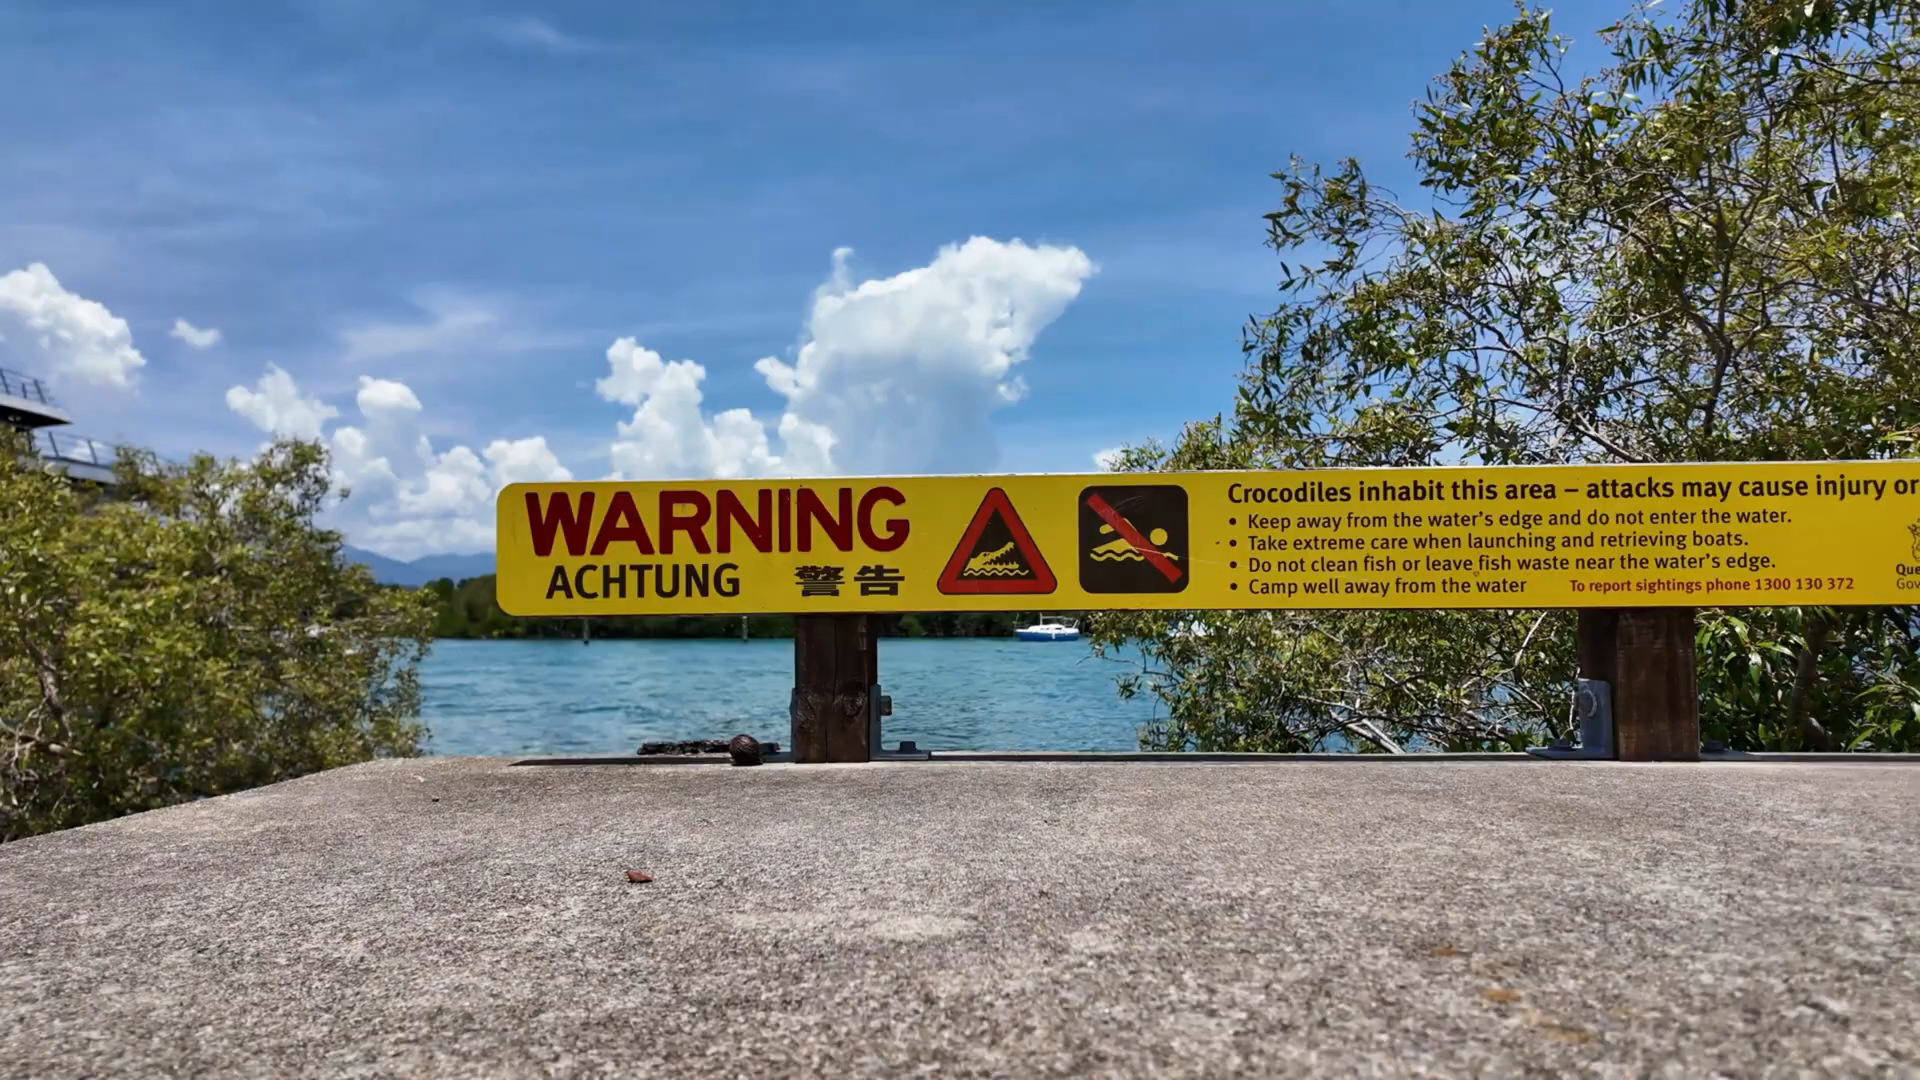 WARNING
ACHTUNG 警告
Crocodiles inhabit this area – attacks may cause injury or
• Keep away from the water's edge and do not enter the water.
• Take extreme care when launching and retrieving boats.
• Do not clean fish or leave fish waste near the water's edge.
• Camp well away from the water
To report sightings phone 1300 130 372